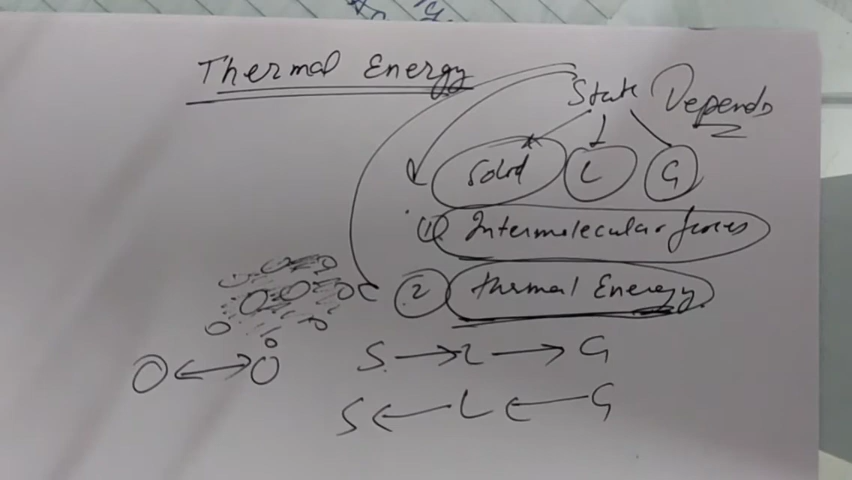 Thermal Energy
State Depends
Solid L G
① Intermolecular forces
② thermal Energy
S → L → G
S ← L ← G